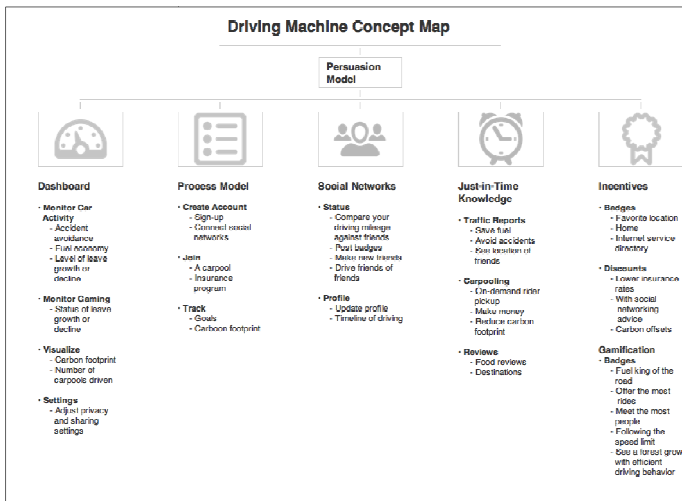 Driving Machine Concept Map
Persuasion
Model
Dashboard
· Monitor Car
Activity
- Accident
avoidance
- Fuel economy
- Level of leave
growth or
decline
· Monitor Gaming
- Status of leave
growth or
decline
· Visualize
- Carbon footprint
- Number of
carpools driven
· Settings
- Adjust privacy
and sharing
settings
Process Model
· Create Account
- Sign-up
- Connect social
networks
· Join
- A carpool
- Insurance
program
· Track
- Goals
- Carboon footprint
Social Networks
· Status
- Compare your
driving mileage
against friends
- Post badges
- Make new friends
- Drive friends of
friends
· Profile
- Update profile
- Timeline of driving
Just-in-Time
Knowledge
· Traffic Reports
- Save fuel
- Avoid accidents
- See location of
friends
· Carpooling
- On-demand rider
pickup
- Make money
- Reduce carbon
footprint
· Reviews
- Food reviews
- Destinations
Incentives
· Badges
- Favorite location
- Home
- Internet service
directory
· Discounts
- Lower insurance
rates
- With social
networking
advice
- Carbon offsets
Gamification
· Badges
- Fuel king of the
road
- Offer the most
rides
- Meet the most
people
- Following the
speed limit
- See a forest grow
with efficient
driving behavior